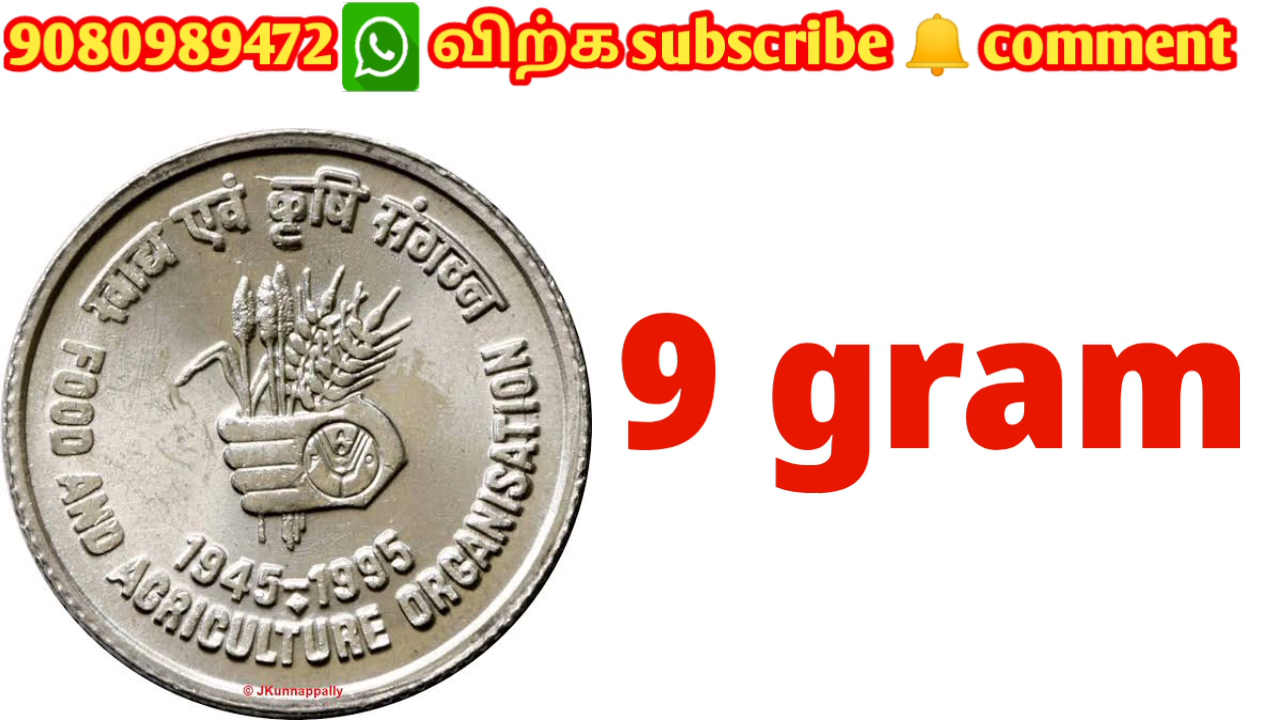 9080989472 விற்க subscribe comment
खाद्य एवं कृषि संगठन
9 gram
1945-1995
FOOD AND AGRICULTURE ORGANISATION
© JKunnappally